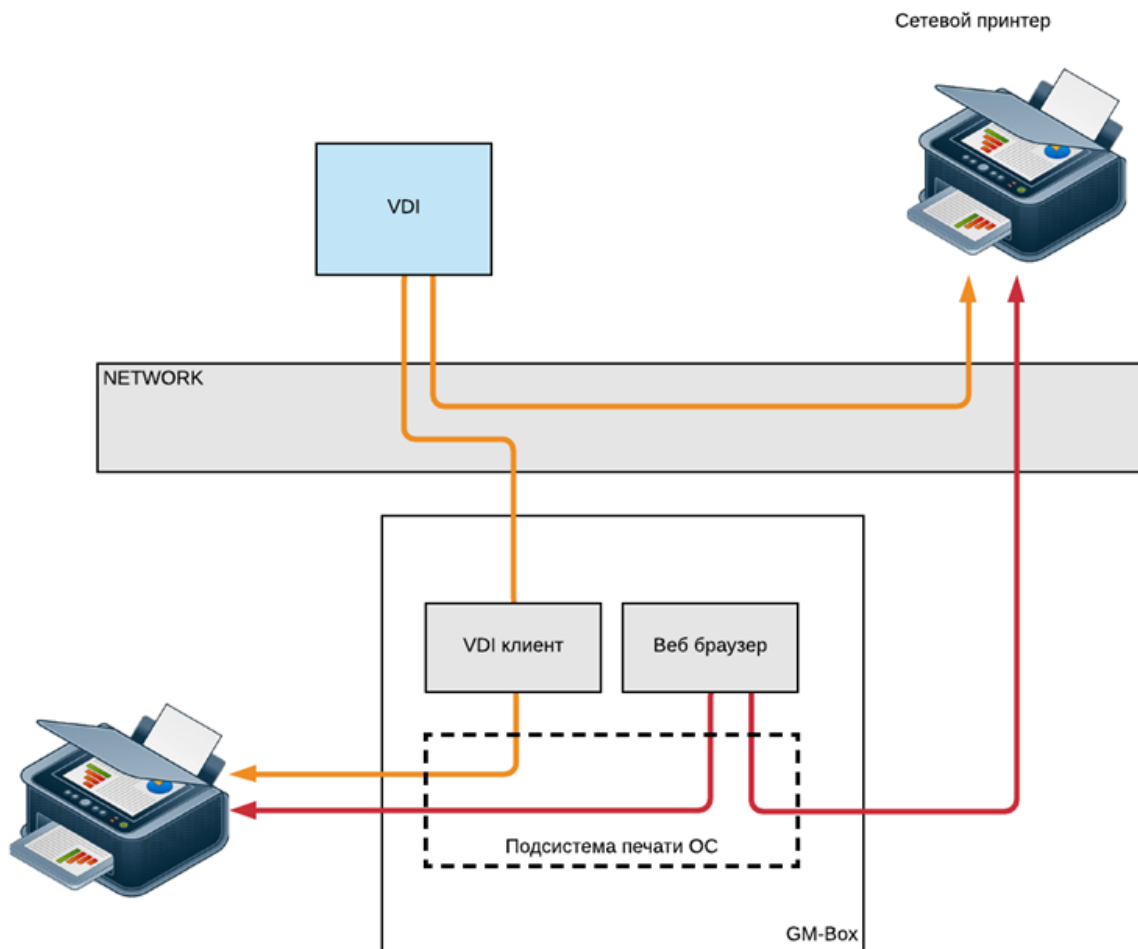 Сетевой принтер
VDI
NETWORK
VDI клиент
Веб браузер
Подсистема печати ОС
GM-Box